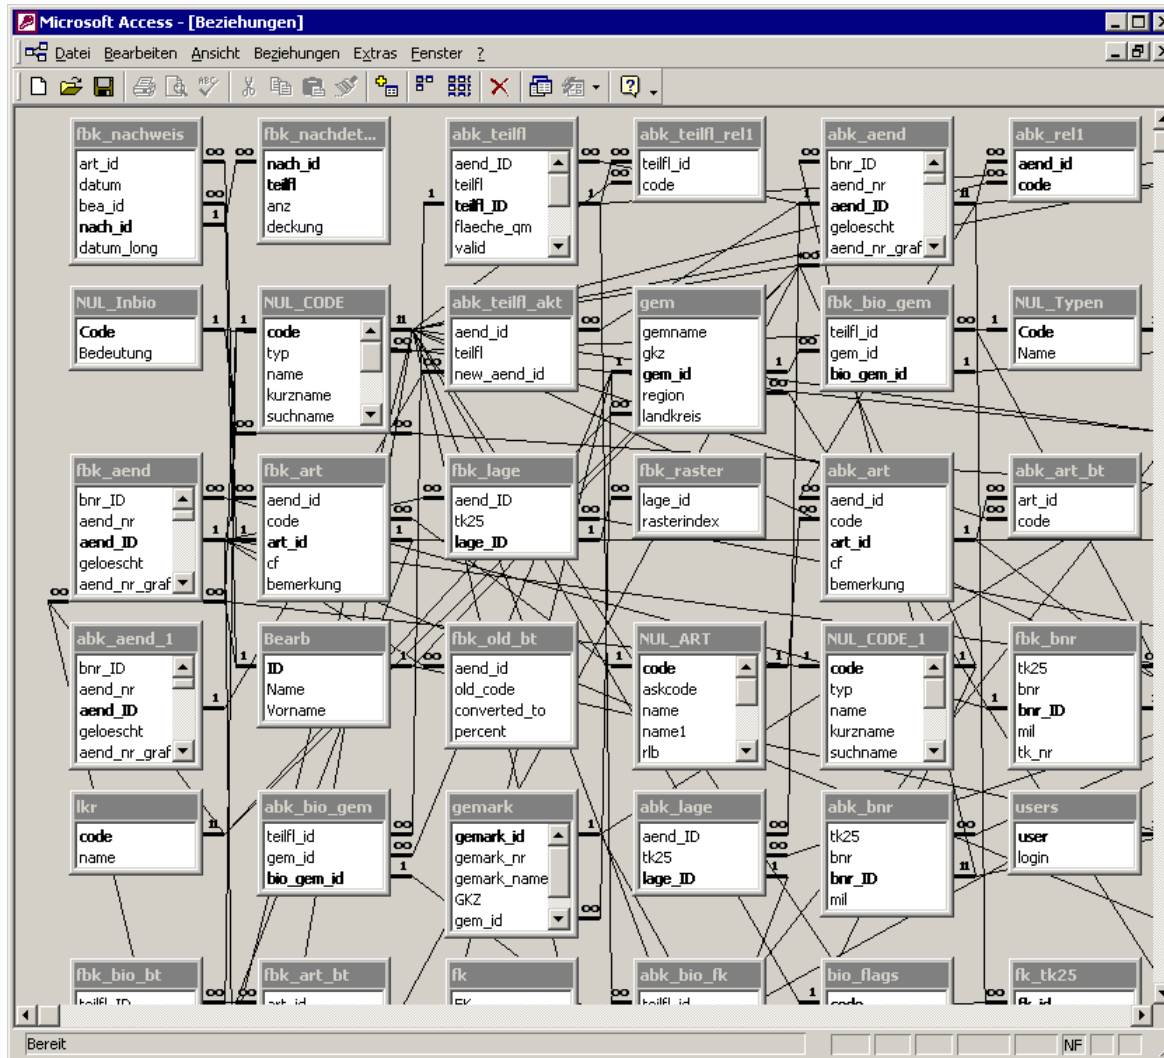 Microsoft Access - [Beziehungen]
Datei Bearbeiten Ansicht Beziehungen Extras Fenster ?
fbk_nachweis
art_id
datum
bea_id
nach_id
datum_long
fbk_nachdet...
nach_id
teilfl
anz
deckung
abk_teilfl
aend_ID
teilfl
teilfl_ID
flaeche_qm
valid
abk_teilfl_rel1
teilfl_id
code
abk_aend
bnr_ID
aend_nr
aend_ID
geloescht
aend_nr_graf
abk_rel1
aend_id
code
NUL_Inbio
Code
Bedeutung
NUL_CODE
code
typ
name
kurzname
suchname
abk_teilfl_akt
aend_id
teilfl
new_aend_id
gem
gemname
gkz
gem_id
region
landkreis
fbk_bio_gem
teilfl_id
gem_id
bio_gem_id
NUL_Typen
Code
Name
fbk_aend
bnr_ID
aend_nr
aend_ID
geloescht
aend_nr_graf
fbk_art
aend_id
code
art_id
cf
bemerkung
fbk_lage
aend_ID
tk25
lage_ID
fbk_raster
lage_id
rasterindex
abk_art
aend_id
code
art_id
cf
bemerkung
abk_art_bt
art_id
code
abk_aend_1
bnr_ID
aend_nr
aend_ID
geloescht
aend_nr_graf
Bearb
ID
Name
Vorname
fbk_old_bt
aend_id
old_code
converted_to
percent
NUL_ART
code
askcode
name
name1
rlb
NUL_CODE_1
code
typ
name
kurzname
suchname
fbk_bnr
tk25
bnr
bnr_ID
mil
tk_nr
lkr
code
name
abk_bio_gem
teilfl_id
gem_id
bio_gem_id
gemark
gemark_id
gemark_nr
gemark_name
GKZ
gem_id
abk_lage
aend_ID
tk25
lage_ID
abk_bnr
tk25
bnr
bnr_ID
mil
users
user
login
fbk_bio_bt
teilfl_ID
fbk_art_bt
art_id
fk
FK
abk_bio_fk
teilfl_id
bio_flags
code
fk_tk25
fk_id
Bereit
NF